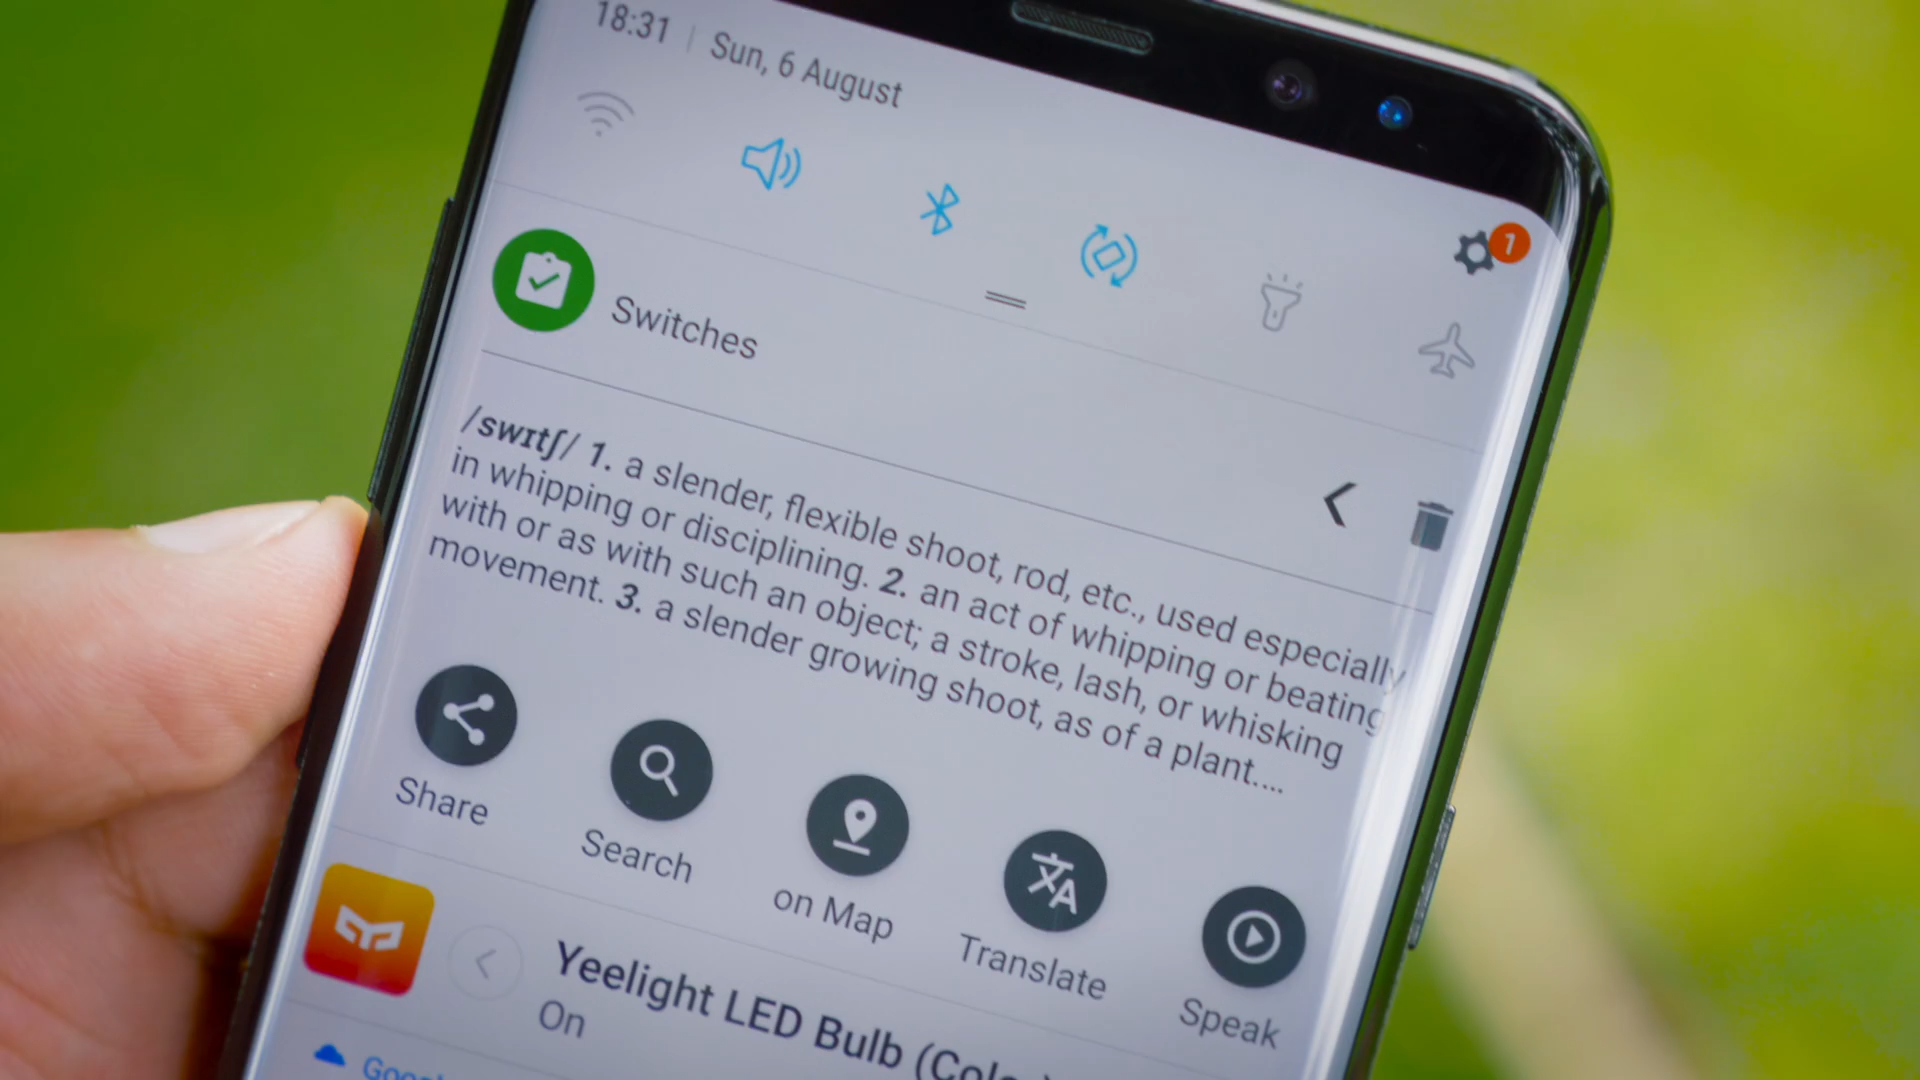 18:31 | Sun, 6 August
1
Switches
/swɪtʃ/ 1. a slender, flexible shoot, rod, etc., used especially
in whipping or disciplining. 2. an act of whipping or beating
with or as with such an object; a stroke, lash, or whisking
movement. 3. a slender growing shoot, as of a plant....
Share
Search
on Map
Translate
Speak
Yeelight LED Bulb
On